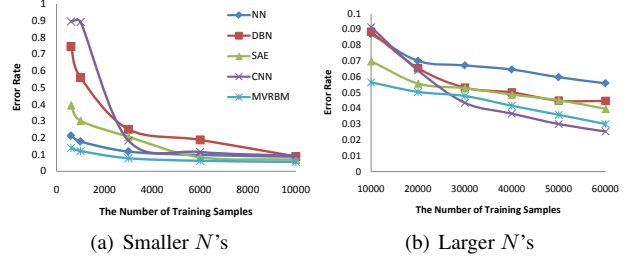 1
0.9
0.8
0.7
0.6
0.5
0.4
0.3
0.2
0.1
0
Error Rate
NN
DBN
SAE
CNN
MVRBM
0 2000 4000 6000 8000 10000
The Number of Training Samples
(a) Smaller N's
0.1
0.09
0.08
0.07
0.06
0.05
0.04
0.03
0.02
0.01
0
Error Rate
10000 20000 30000 40000 50000 60000
The Number of Training Samples
(b) Larger N's